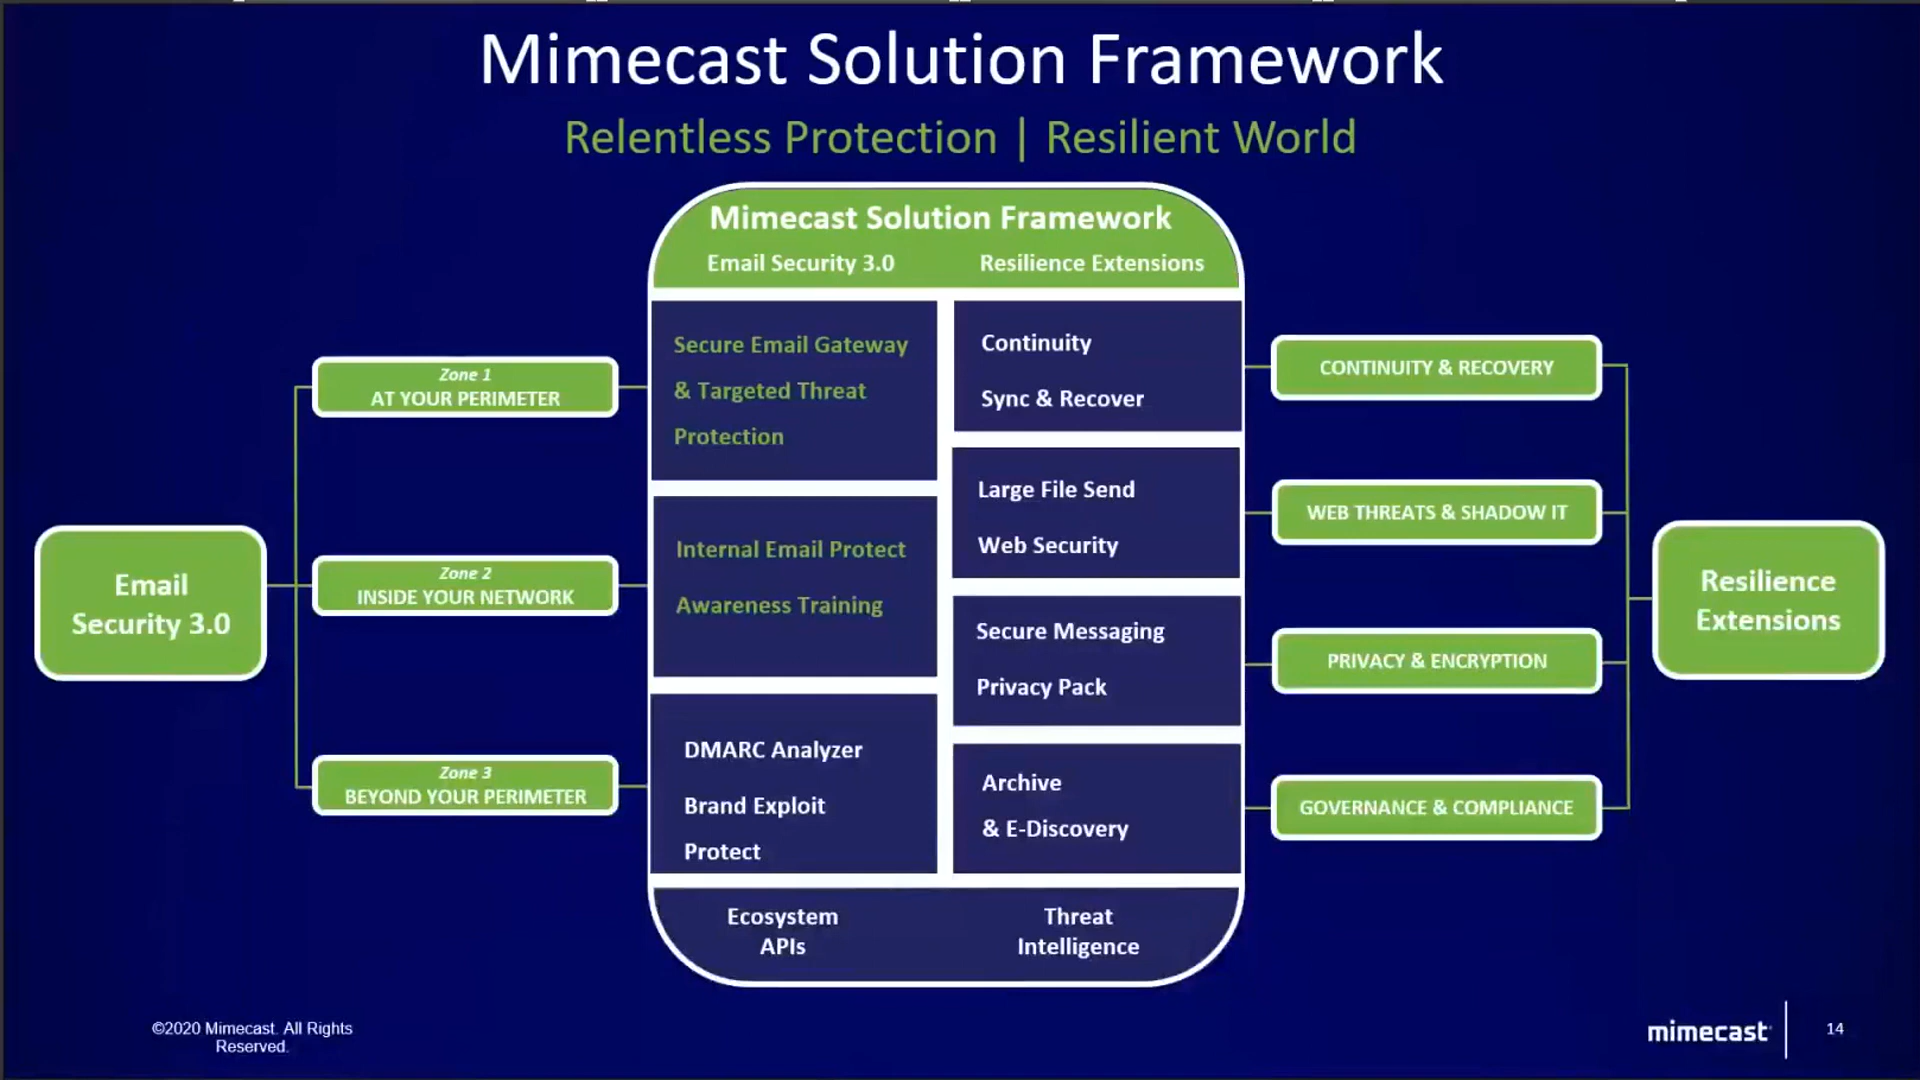 Mimecast Solution Framework
Relentless Protection | Resilient World
Mimecast Solution Framework
Email Security 3.0
Resilience Extensions
Email
Security 3.0
Zone 1
AT YOUR PERIMETER
Zone 2
INSIDE YOUR NETWORK
Zone 3
BEYOND YOUR PERIMETER
Secure Email Gateway
& Targeted Threat
Protection
Internal Email Protect
Awareness Training
DMARC Analyzer
Brand Exploit
Protect
Continuity
Sync & Recover
Large File Send
Web Security
Secure Messaging
Privacy Pack
Archive
& E-Discovery
Ecosystem
APIs
Threat
Intelligence
CONTINUITY & RECOVERY
WEB THREATS & SHADOW IT
PRIVACY & ENCRYPTION
GOVERNANCE & COMPLIANCE
Resilience
Extensions
©2020 Mimecast. All Rights
Reserved.
mimecast
14